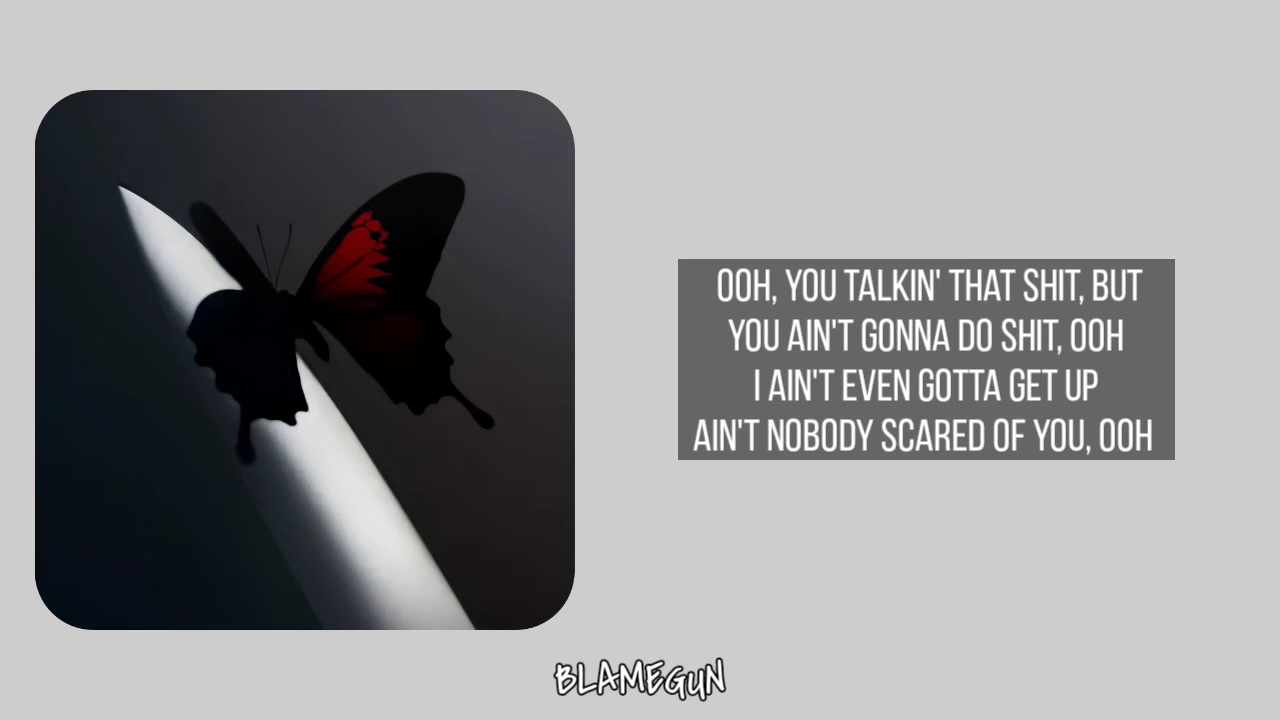 OOH, YOU TALKIN' THAT SHIT, BUT
YOU AIN'T GONNA DO SHIT, OOH
I AIN'T EVEN GOTTA GET UP
AIN'T NOBODY SCARED OF YOU, OOH
BLAMEGUN